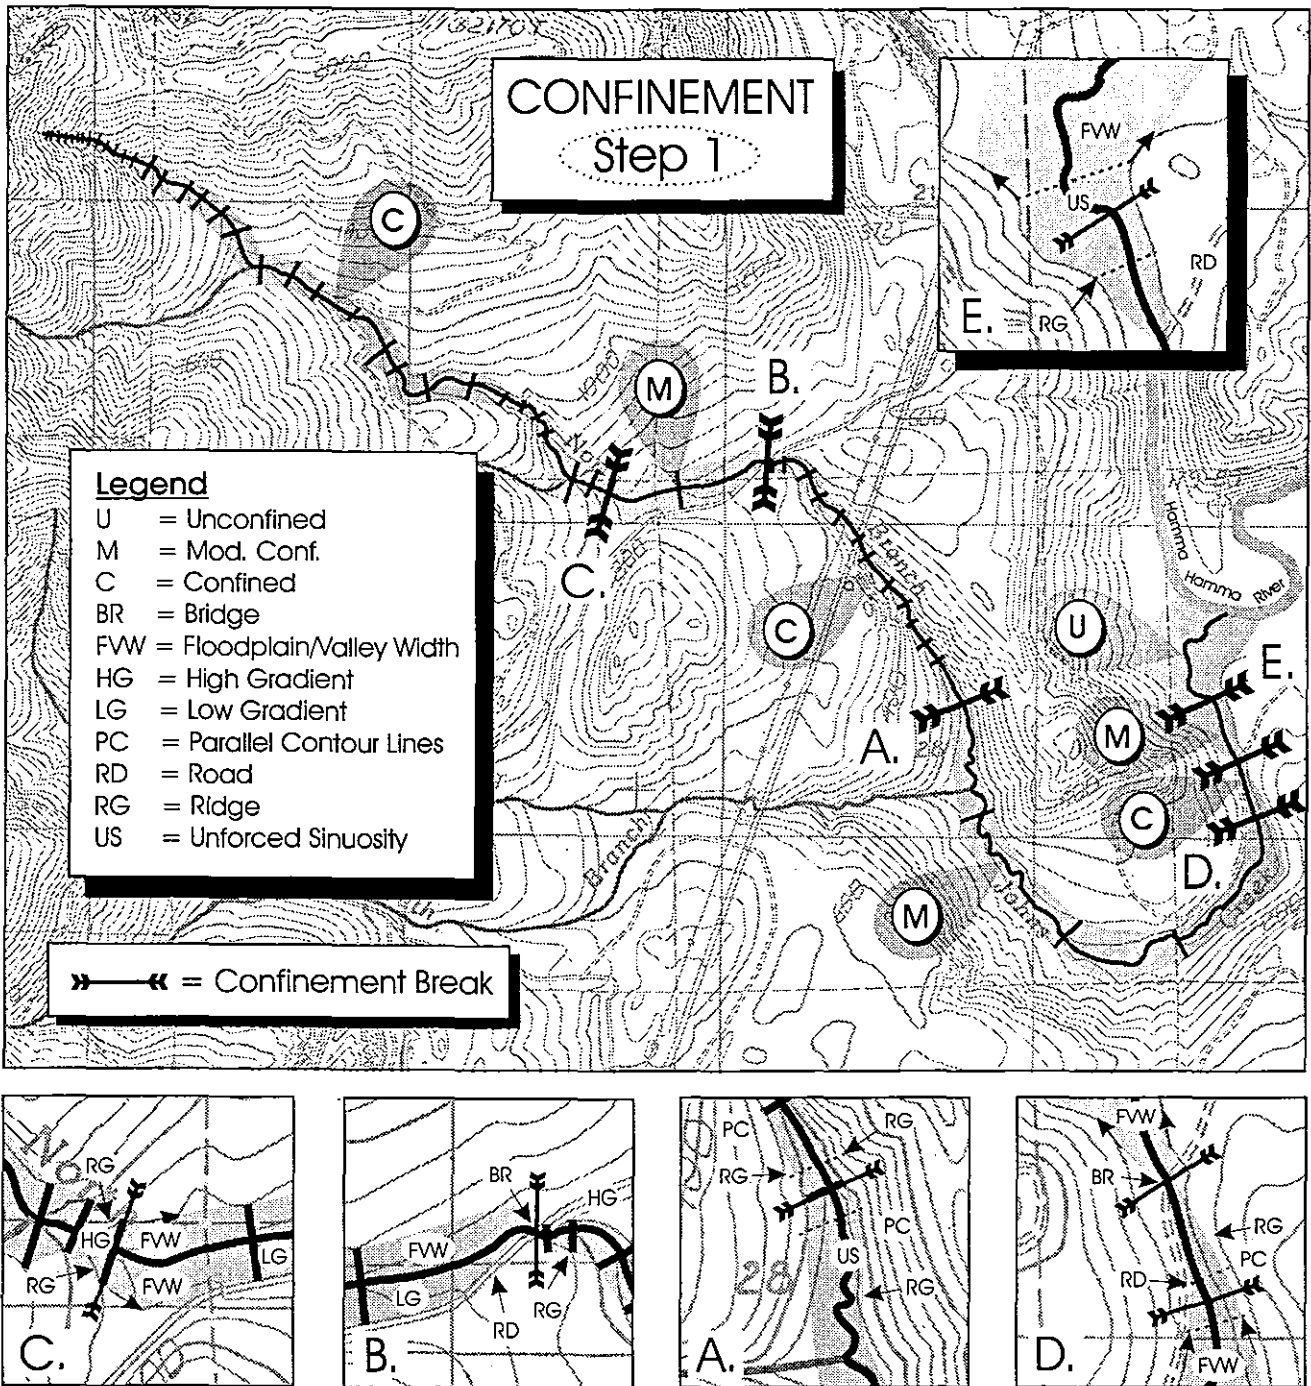 CONFINEMENT
Step 1
FVW
US
RD
RG
E.
C
M
B.
C.
Legend
U = Unconfined
M = Mod. Conf.
C = Confined
BR = Bridge
FVW = Floodplain/Valley Width
HG = High Gradient
LG = Low Gradient
PC = Parallel Contour Lines
RD = Road
RG = Ridge
US = Unforced Sinuosity
Branch
Hamma
Hamma River
C
U
E.
M
A.
28
C
D.
Branch
M
Johns
= Confinement Break
RG
HG
FVW
LG
RG
FVW
C.
BR
HG
FVW
LG
RD
RG
B.
PC
RG
RG
PC
US
28
RG
A.
FVW
BR
RG
PC
RD
D.
FVW